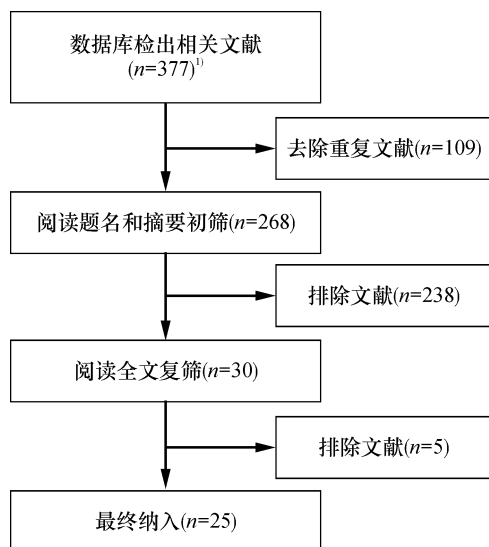 数据库检出相关文献
(n=377)1)
去除重复文献(n=109)
阅读题名和摘要初筛(n=268)
排除文献(n=238)
阅读全文复筛(n=30)
排除文献(n=5)
最终纳入(n=25)